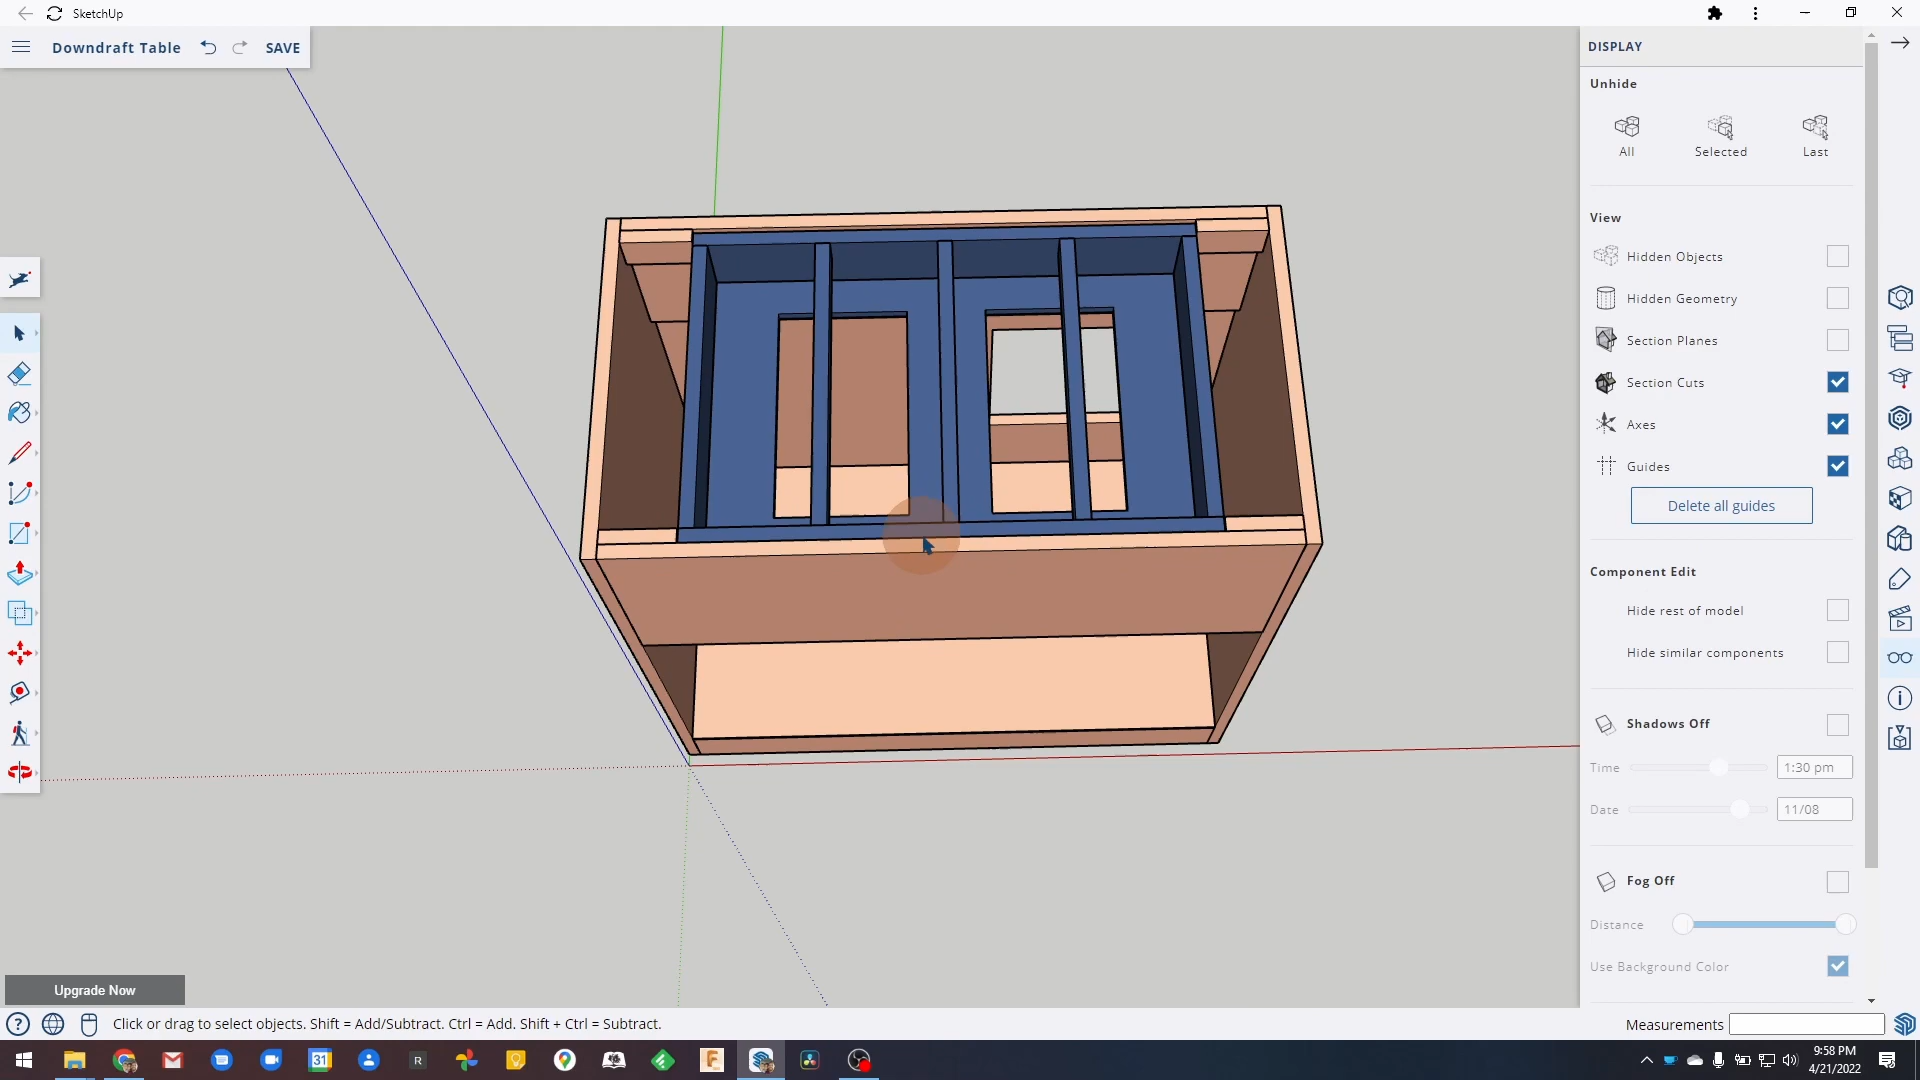 SketchUp
Downdraft Table
SAVE
DISPLAY
Unhide
All
Selected
Last
View
Hidden Objects
Hidden Geometry
Section Planes
Section Cuts
Axes
Guides
Delete all guides
Component Edit
Hide rest of model
Hide similar components
Shadows Off
Time
1:30 pm
Date
11/08
Fog Off
Distance
Use Background Color
Upgrade Now
Click or drag to select objects. Shift = Add/Subtract. Ctrl = Add. Shift + Ctrl = Subtract.
Measurements
31
R
F
9:58 PM
4/21/2022